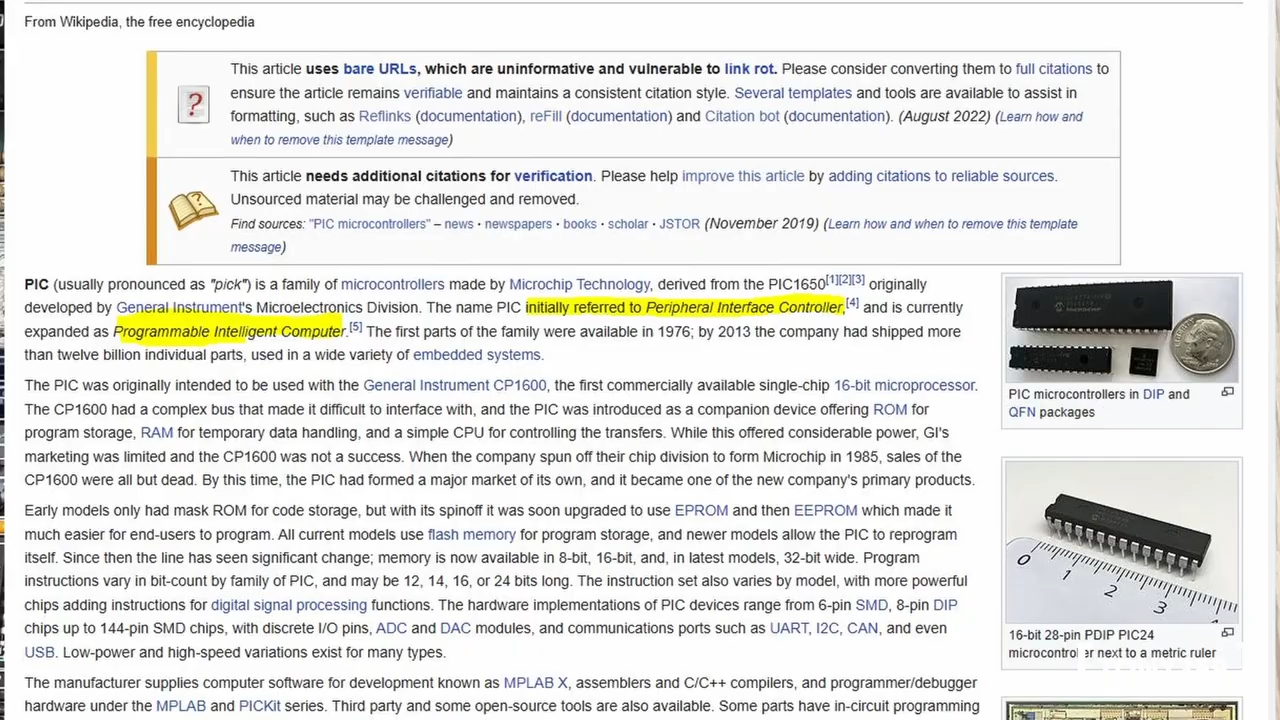 From Wikipedia, the free encyclopedia
This article uses bare URLs, which are uninformative and vulnerable to link rot. Please consider converting them to full citations to
ensure the article remains verifiable and maintains a consistent citation style. Several templates and tools are available to assist in
formatting, such as Reflinks (documentation), reFill (documentation) and Citation bot (documentation). (August 2022) (Learn how and
when to remove this template message)
This article needs additional citations for verification. Please help improve this article by adding citations to reliable sources.
Unsourced material may be challenged and removed.
Find sources: "PIC microcontrollers" – news · newspapers · books · scholar · JSTOR (November 2019) (Learn how and when to remove this template
message)
PIC (usually pronounced as "pick") is a family of microcontrollers made by Microchip Technology, derived from the PIC1650[1][2][3] originally
developed by General Instrument's Microelectronics Division. The name PIC initially referred to Peripheral Interface Controller,[4] and is currently
expanded as Programmable Intelligent Computer.[5] The first parts of the family were available in 1976; by 2013 the company had shipped more
than twelve billion individual parts, used in a wide variety of embedded systems.
The PIC was originally intended to be used with the General Instrument CP1600, the first commercially available single-chip 16-bit microprocessor.
The CP1600 had a complex bus that made it difficult to interface with, and the PIC was introduced as a companion device offering ROM for
program storage, RAM for temporary data handling, and a simple CPU for controlling the transfers. While this offered considerable power, GI's
marketing was limited and the CP1600 was not a success. When the company spun off their chip division to form Microchip in 1985, sales of the
CP1600 were all but dead. By this time, the PIC had formed a major market of its own, and it became one of the new company's primary products.
Early models only had mask ROM for code storage, but with its spinoff it was soon upgraded to use EPROM and then EEPROM which made it
much easier for end-users to program. All current models use flash memory for program storage, and newer models allow the PIC to reprogram
itself. Since then the line has seen significant change; memory is now available in 8-bit, 16-bit, and, in latest models, 32-bit wide. Program
instructions vary in bit-count by family of PIC, and may be 12, 14, 16, or 24 bits long. The instruction set also varies by model, with more powerful
chips adding instructions for digital signal processing functions. The hardware implementations of PIC devices range from 6-pin SMD, 8-pin DIP
chips up to 144-pin SMD chips, with discrete I/O pins, ADC and DAC modules, and communications ports such as UART, I2C, CAN, and even
USB. Low-power and high-speed variations exist for many types.
The manufacturer supplies computer software for development known as MPLAB X, assemblers and C/C++ compilers, and programmer/debugger
hardware under the MPLAB and PICKit series. Third party and some open-source tools are also available. Some parts have in-circuit programming
PIC microcontrollers in DIP and
QFN packages
0
1
2
3
16-bit 28-pin PDIP PIC24
microcontroller next to a metric ruler